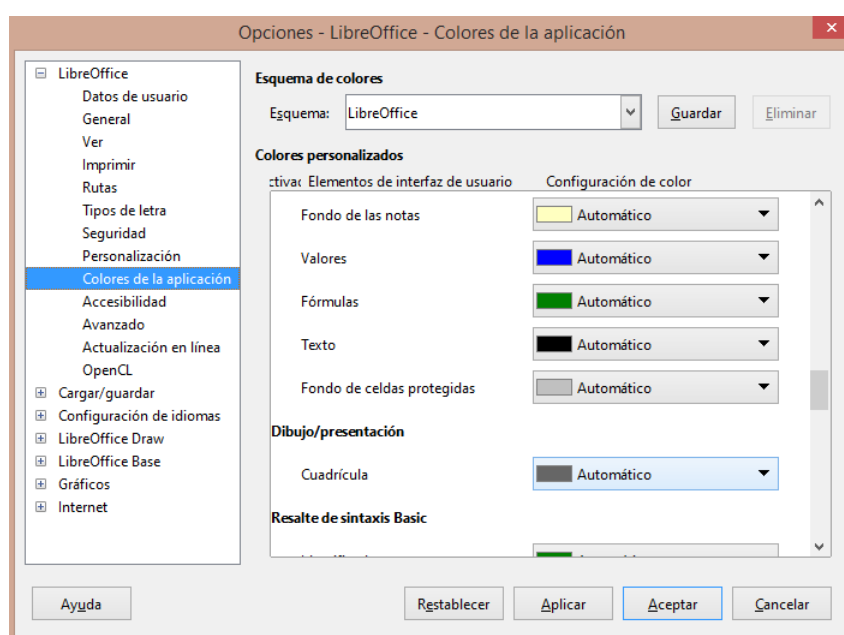 Opciones - LibreOffice - Colores de la aplicación
LibreOffice
Datos de usuario
General
Ver
Imprimir
Rutas
Tipos de letra
Seguridad
Personalización
Colores de la aplicación
Accesibilidad
Avanzado
Actualización en línea
OpenCL
Cargar/guardar
Configuración de idiomas
LibreOffice Draw
LibreOffice Base
Gráficos
Internet
Esquema de colores
Esquema: LibreOffice Guardar Eliminar
Colores personalizados
Elementos de interfaz de usuario Configuración de color
Fondo de las notas Automático
Valores Automático
Fórmulas Automático
Texto Automático
Fondo de celdas protegidas Automático
Dibujo/presentación
Cuadrícula Automático
Resalte de sintaxis Basic
Ayuda Restablecer Aplicar Aceptar Cancelar